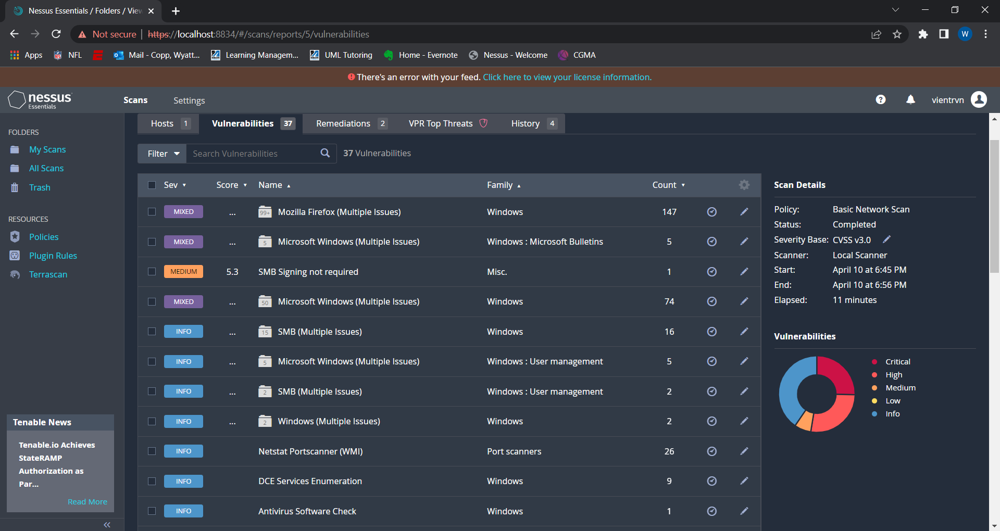 Nessus Essentials / Folders / View
Not secure | https://localhost:8834/#/scans/reports/5/vulnerabilities
W
Apps NFL Mail - Copp, Wyatt... Learning Managem... UML Tutoring Home - Evernote Nessus - Welcome CGMA
There's an error with your feed. Click here to view your license information.
nessus
Essentials
Scans Settings
vientrvn
FOLDERS
My Scans
All Scans
Trash
RESOURCES
Policies
Plugin Rules
Terrascan
Tenable News
Tenable.io Achieves
StateRAMP
Authorization as
Par...
Read More
Hosts 1 Vulnerabilities 37 Remediations 2 VPR Top Threats History 4
Filter Search Vulnerabilities 37 Vulnerabilities
Sev Score Name Family Count
MIXED ... 99+ Mozilla Firefox (Multiple Issues) Windows 147
MIXED ... 5 Microsoft Windows (Multiple Issues) Windows : Microsoft Bulletins 5
MEDIUM 5.3 SMB Signing not required Misc. 1
MIXED ... 50 Microsoft Windows (Multiple Issues) Windows 74
INFO ... 15 SMB (Multiple Issues) Windows 16
INFO ... 5 Microsoft Windows (Multiple Issues) Windows : User management 5
INFO ... 2 SMB (Multiple Issues) Windows : User management 2
INFO ... 2 Windows (Multiple Issues) Windows 2
INFO Netstat Portscanner (WMI) Port scanners 26
INFO DCE Services Enumeration Windows 9
INFO Antivirus Software Check Windows 1
Scan Details
Policy: Basic Network Scan
Status: Completed
Severity Base: CVSS v3.0
Scanner: Local Scanner
Start: April 10 at 6:45 PM
End: April 10 at 6:56 PM
Elapsed: 11 minutes
Vulnerabilities
Critical
High
Medium
Low
Info